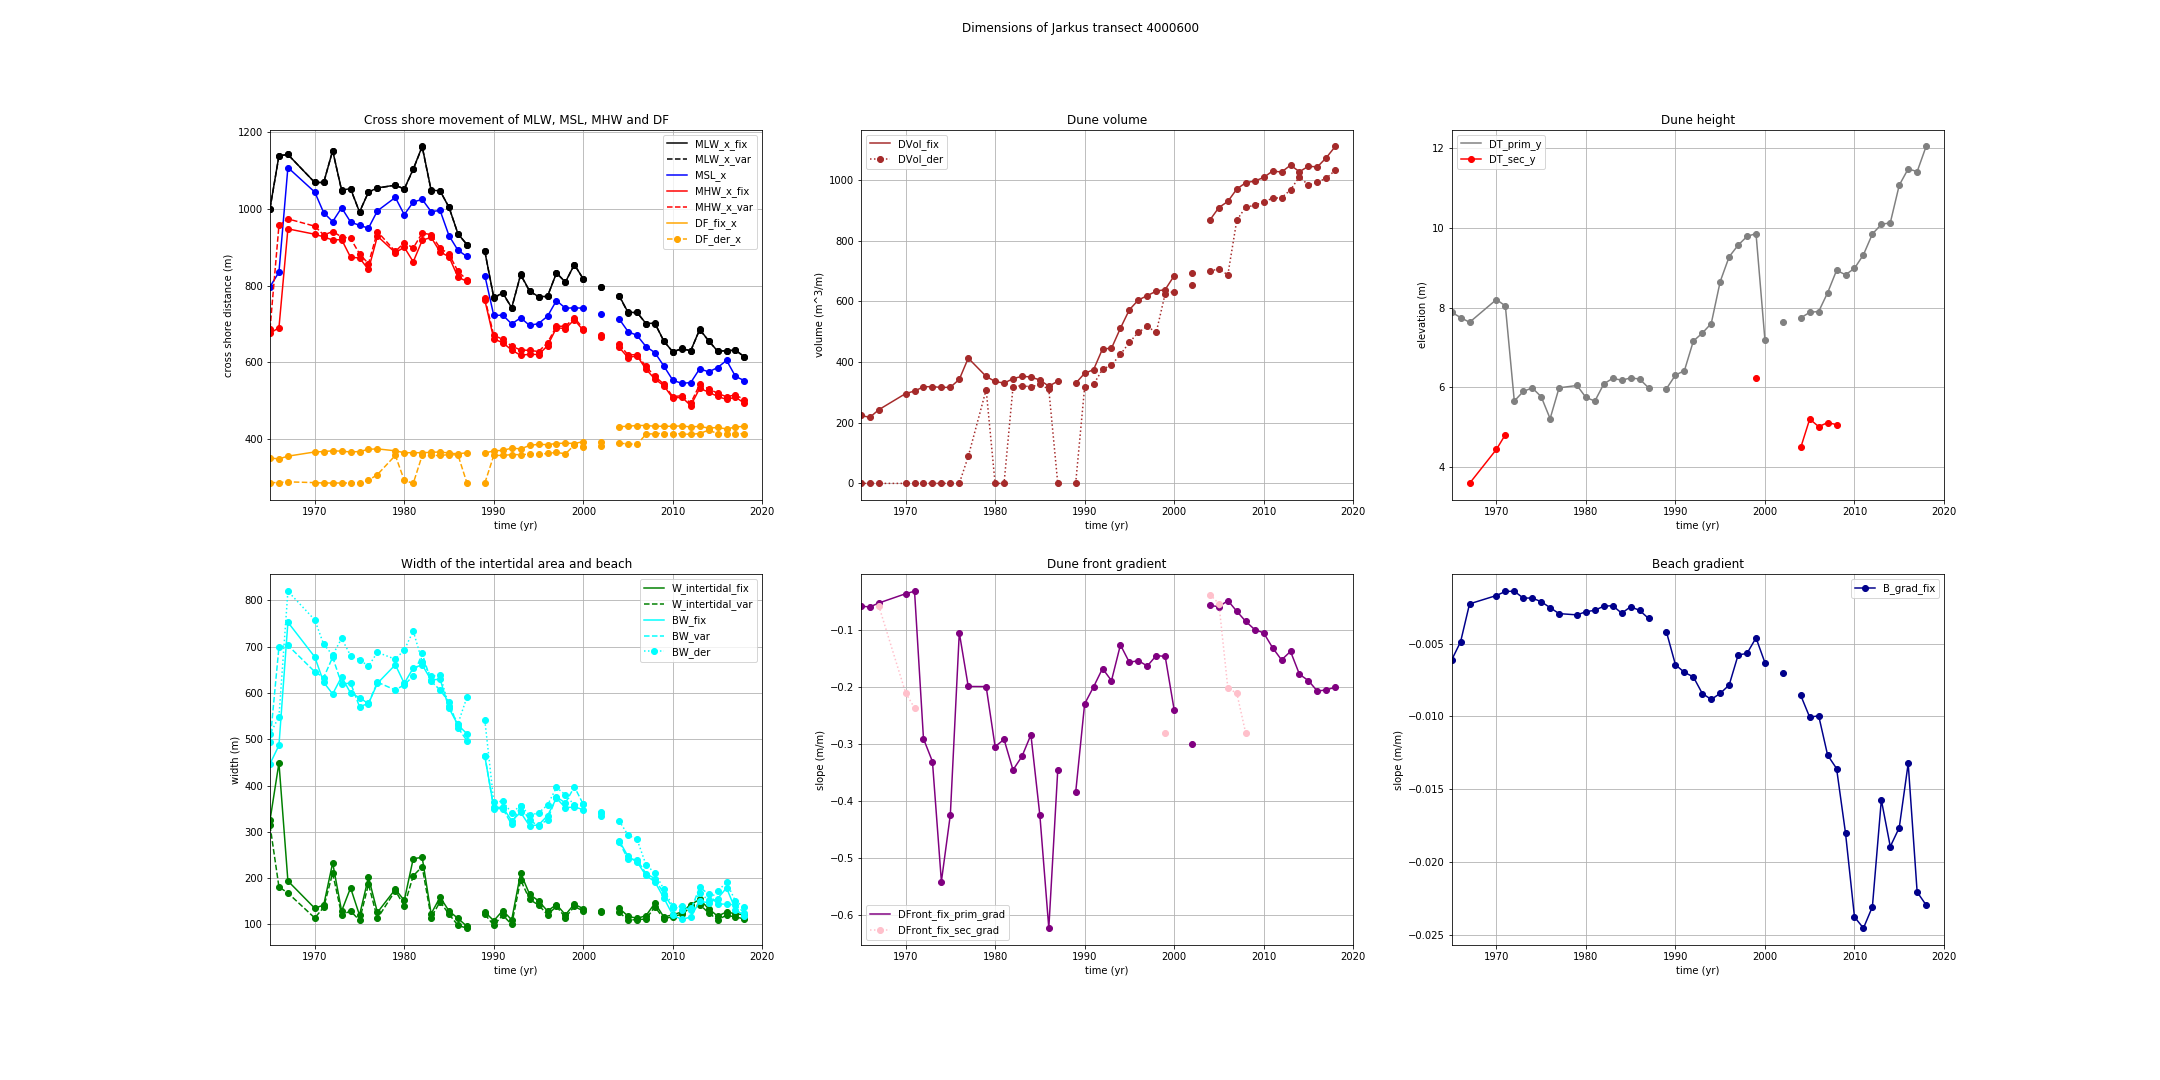 Dimensions of Jarkus transect 4000600
Cross shore movement of MLW, MSL, MHW and DF
cross shore distance (m)
1200
1000
800
600
400
1970 1980 1990 2000 2010 2020
time (yr)
MLW_x_fix
MLW_x_var
MSL_x
MHW_x_fix
MHW_x_var
DF_fix_x
DF_der_x
Dune volume
volume (m^3/m)
1000
800
600
400
200
0
1970 1980 1990 2000 2010 2020
time (yr)
DVol_fix
DVol_der
Dune height
elevation (m)
12
10
8
6
4
1970 1980 1990 2000 2010 2020
time (yr)
DT_prim_y
DT_sec_y
Width of the intertidal area and beach
width (m)
800
700
600
500
400
300
200
100
1970 1980 1990 2000 2010 2020
time (yr)
W_intertidal_fix
W_intertidal_var
BW_fix
BW_var
BW_der
Dune front gradient
slope (m/m)
−0.1
−0.2
−0.3
−0.4
−0.5
−0.6
1970 1980 1990 2000 2010 2020
time (yr)
DFront_fix_prim_grad
DFront_fix_sec_grad
Beach gradient
slope (m/m)
−0.005
−0.010
−0.015
−0.020
−0.025
1970 1980 1990 2000 2010 2020
time (yr)
B_grad_fix